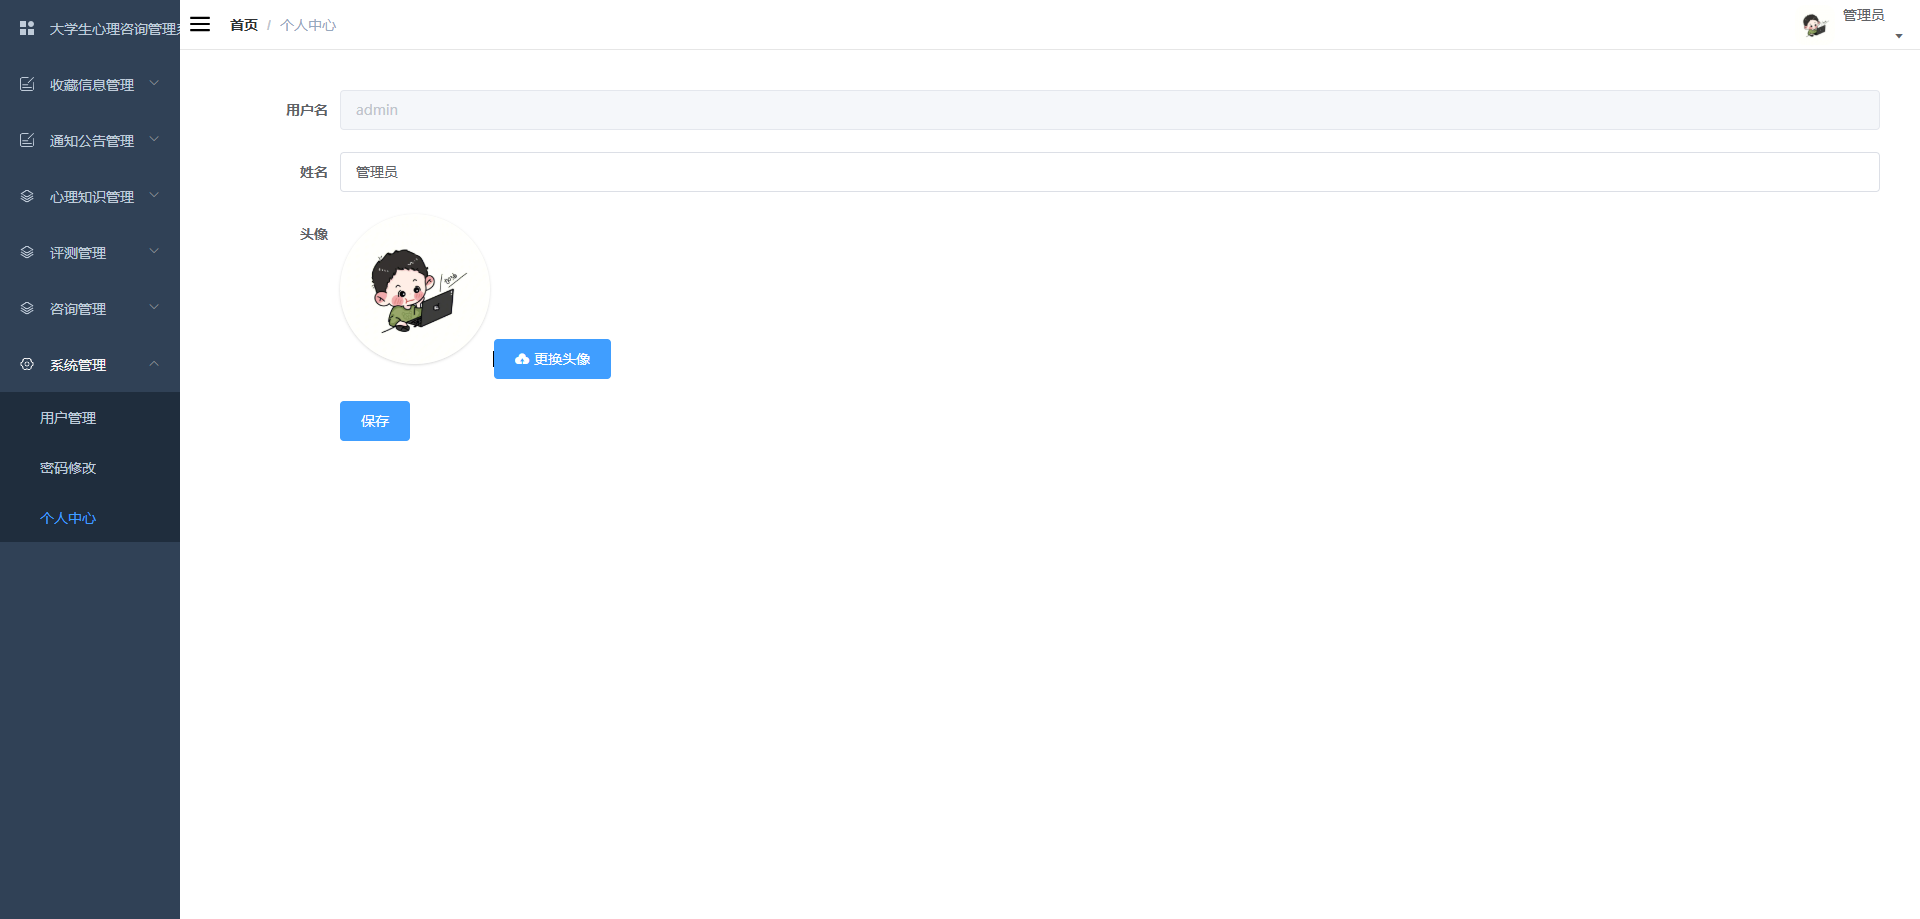 大学生心理咨询管理系
收藏信息管理
通知公告管理
心理知识管理
评测管理
咨询管理
系统管理
用户管理
密码修改
个人中心
首页 / 个人中心
管理员
用户名 admin
姓名 管理员
头像
更换头像
保存